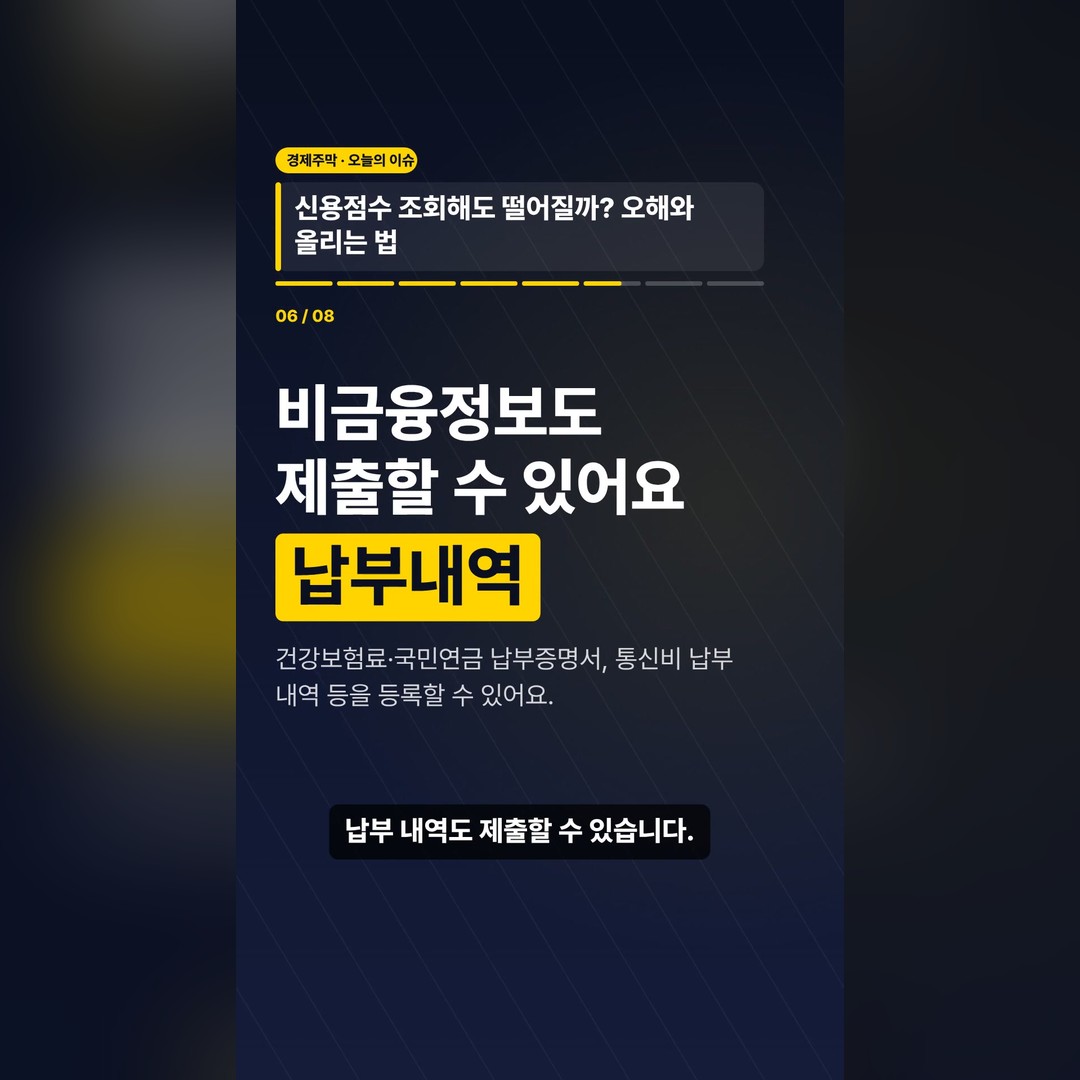 경제주막 · 오늘의 이슈
신용점수 조회해도 떨어질까? 오해와
올리는 법
06 / 08
비금융정보도
제출할 수 있어요
납부내역
건강보험료·국민연금 납부증명서, 통신비 납부
내역 등을 등록할 수 있어요.
납부 내역도 제출할 수 있습니다.